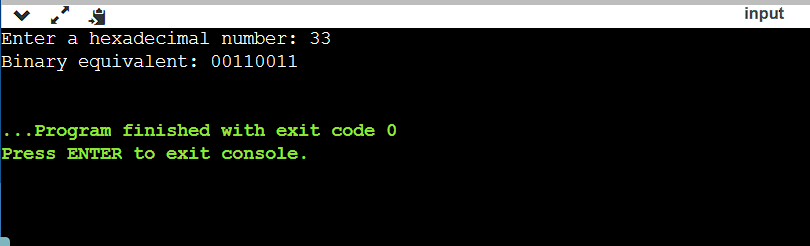 input
Enter a hexadecimal number: 33
Binary equivalent: 00110011
...Program finished with exit code 0
Press ENTER to exit console.